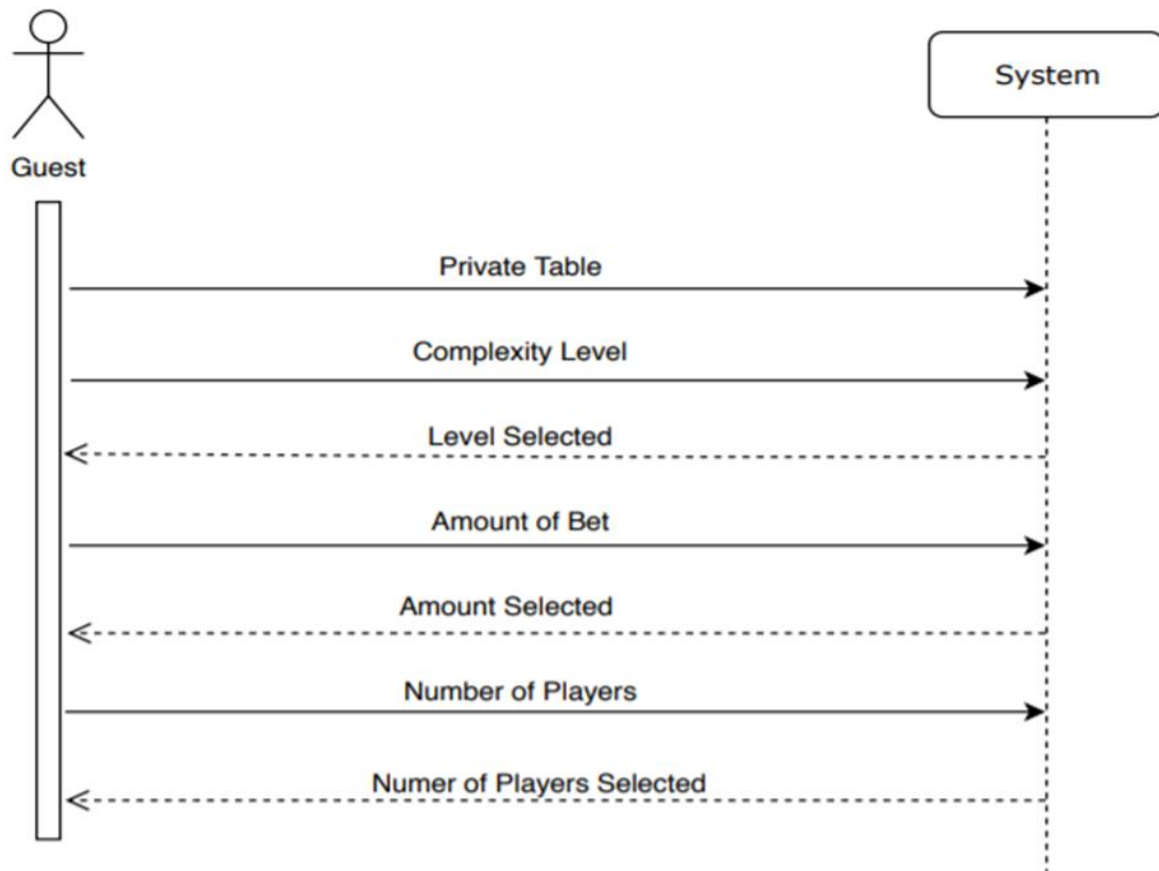 System
Guest
Private Table
Complexity Level
Level Selected
Amount of Bet
Amount Selected
Number of Players
Numer of Players Selected